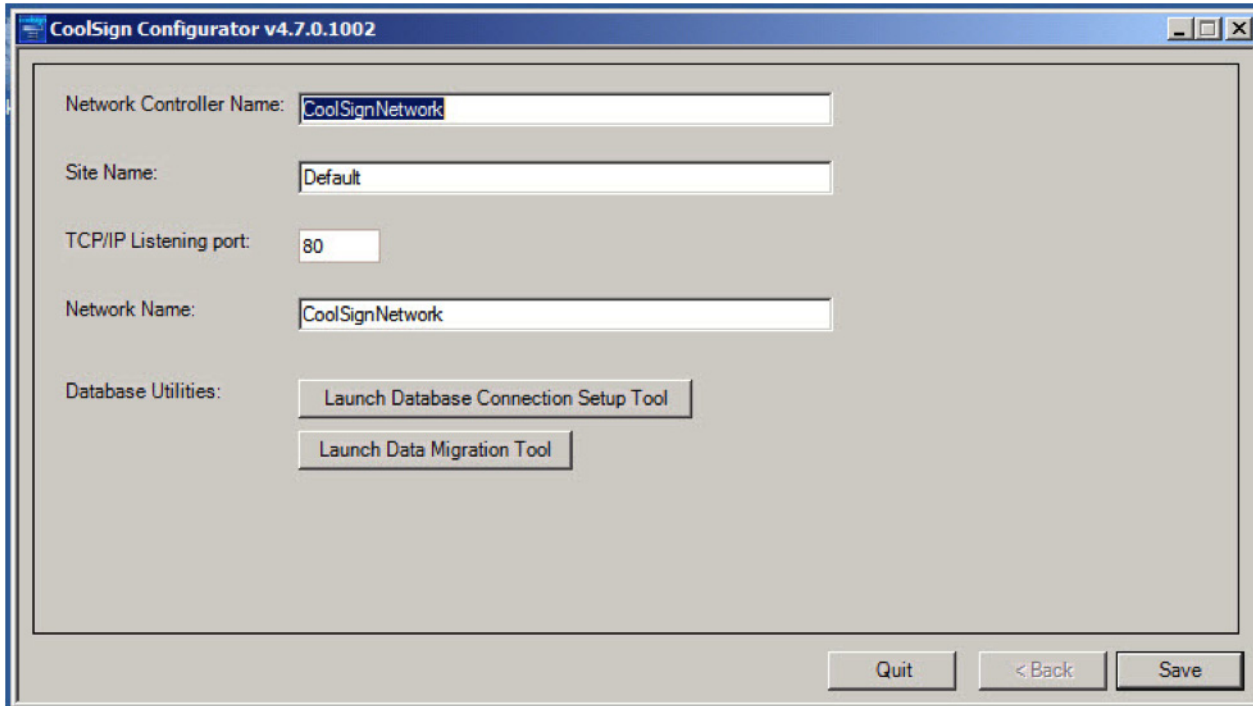 CoolSign Configurator v4.7.0.1002
Network Controller Name: CoolSignNetwork
Site Name: Default
TCP/IP Listening port: 80
Network Name: CoolSignNetwork
Database Utilities: Launch Database Connection Setup Tool
Launch Data Migration Tool
Quit < Back Save